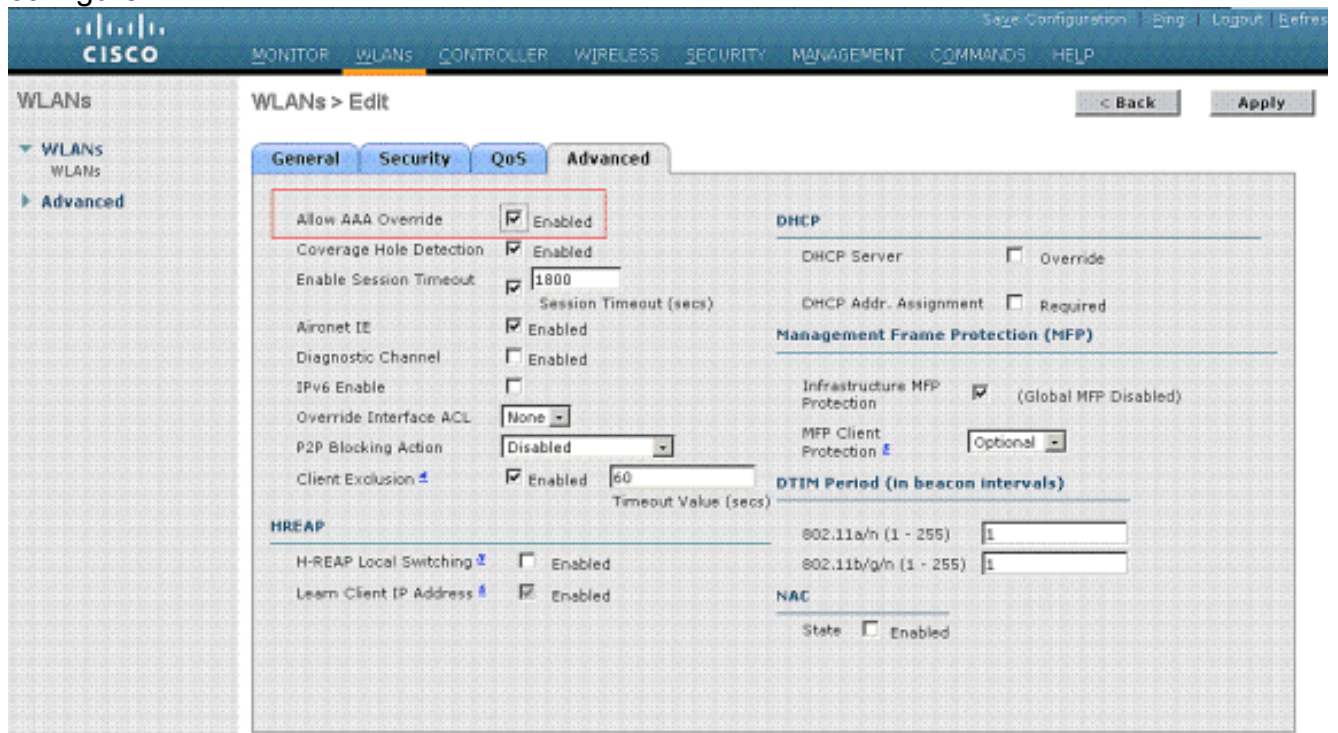 Save Configuration | Ping | Logout | Refres
CISCO
MONITOR WLANs CONTROLLER WIRELESS SECURITY MANAGEMENT COMMANDS HELP
WLANs
WLANs
WLANs
Advanced
WLANs > Edit
< Back
Apply
General
Security
QoS
Advanced
Allow AAA Override Enabled
Coverage Hole Detection Enabled
Enable Session Timeout 1800
Session Timeout (secs)
Aironet IE Enabled
Diagnostic Channel Enabled
IPv6 Enable
Override Interface ACL None
P2P Blocking Action Disabled
Client Exclusion Enabled 60
Timeout Value (secs)
HREAP
H-REAP Local Switching Enabled
Learn Client IP Address Enabled
DHCP
DHCP Server Override
DHCP Addr. Assignment Required
Management Frame Protection (MFP)
Infrastructure MFP
Protection (Global MFP Disabled)
MFP Client
Protection Optional
DTIM Period (in beacon intervals)
802.11a/n (1 - 255) 1
802.11b/g/n (1 - 255) 1
NAC
State Enabled